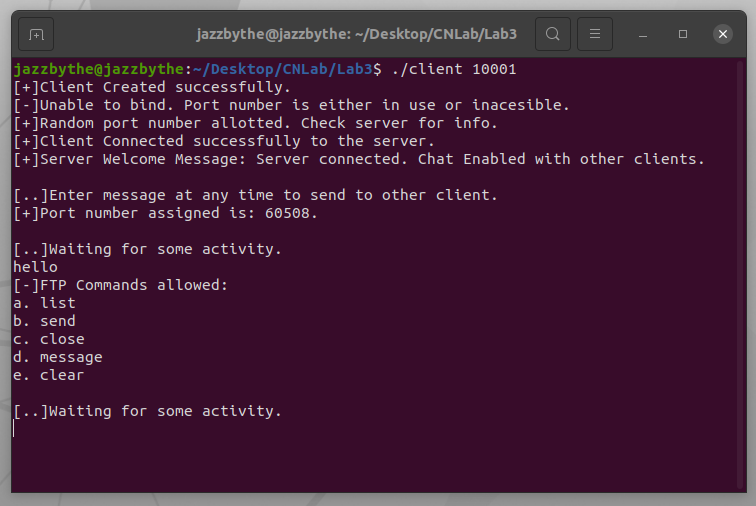 jazzbythe@jazzbythe: ~/Desktop/CNLab/Lab3
jazzbythe@jazzbythe:~/Desktop/CNLab/Lab3$ ./client 10001
[+]Client Created successfully.
[-]Unable to bind. Port number is either in use or inacesible.
[+]Random port number allotted. Check server for info.
[+]Client Connected successfully to the server.
[+]Server Welcome Message: Server connected. Chat Enabled with other clients.
[..]Enter message at any time to send to other client.
[+]Port number assigned is: 60508.
[..]Waiting for some activity.
hello
[-]FTP Commands allowed:
a. list
b. send
c. close
d. message
e. clear
[..]Waiting for some activity.